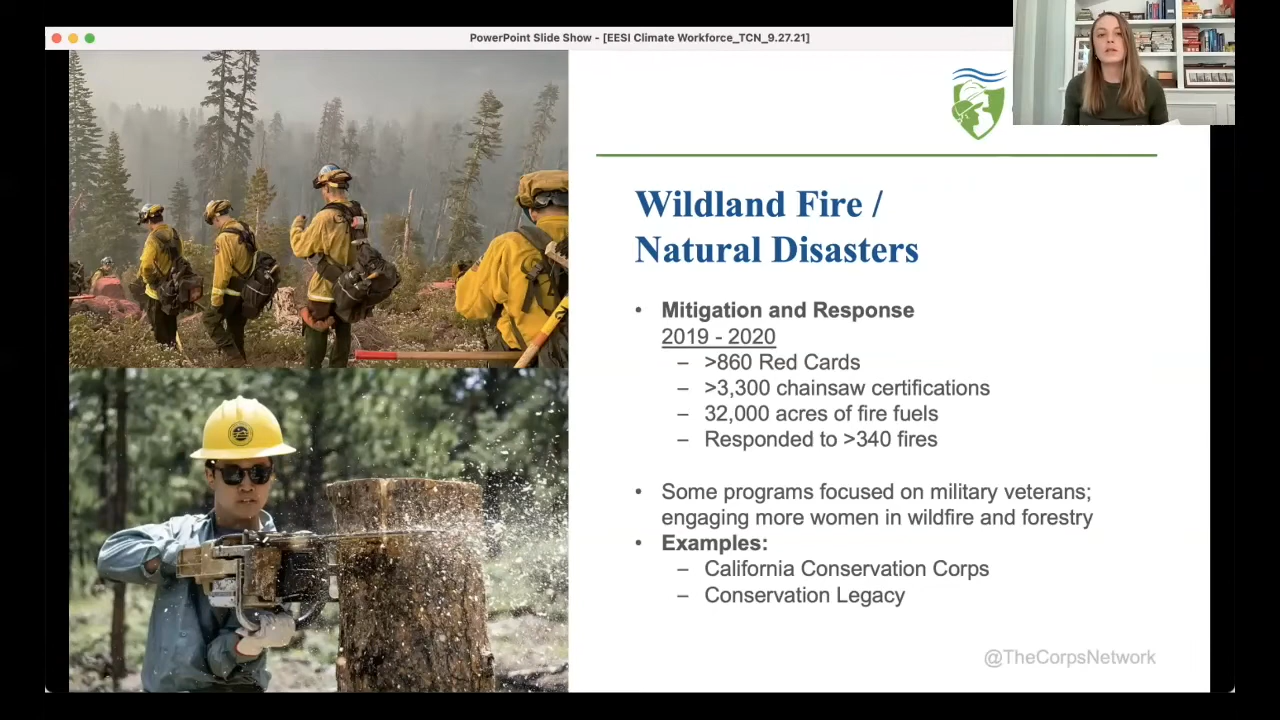 PowerPoint Slide Show - [EESI Climate Workforce_TCN_9.27.21]
Wildland Fire /
Natural Disasters
• Mitigation and Response
2019 - 2020
– >860 Red Cards
– >3,300 chainsaw certifications
– 32,000 acres of fire fuels
– Responded to >340 fires
• Some programs focused on military veterans;
engaging more women in wildfire and forestry
• Examples:
– California Conservation Corps
– Conservation Legacy
@TheCorpsNetwork